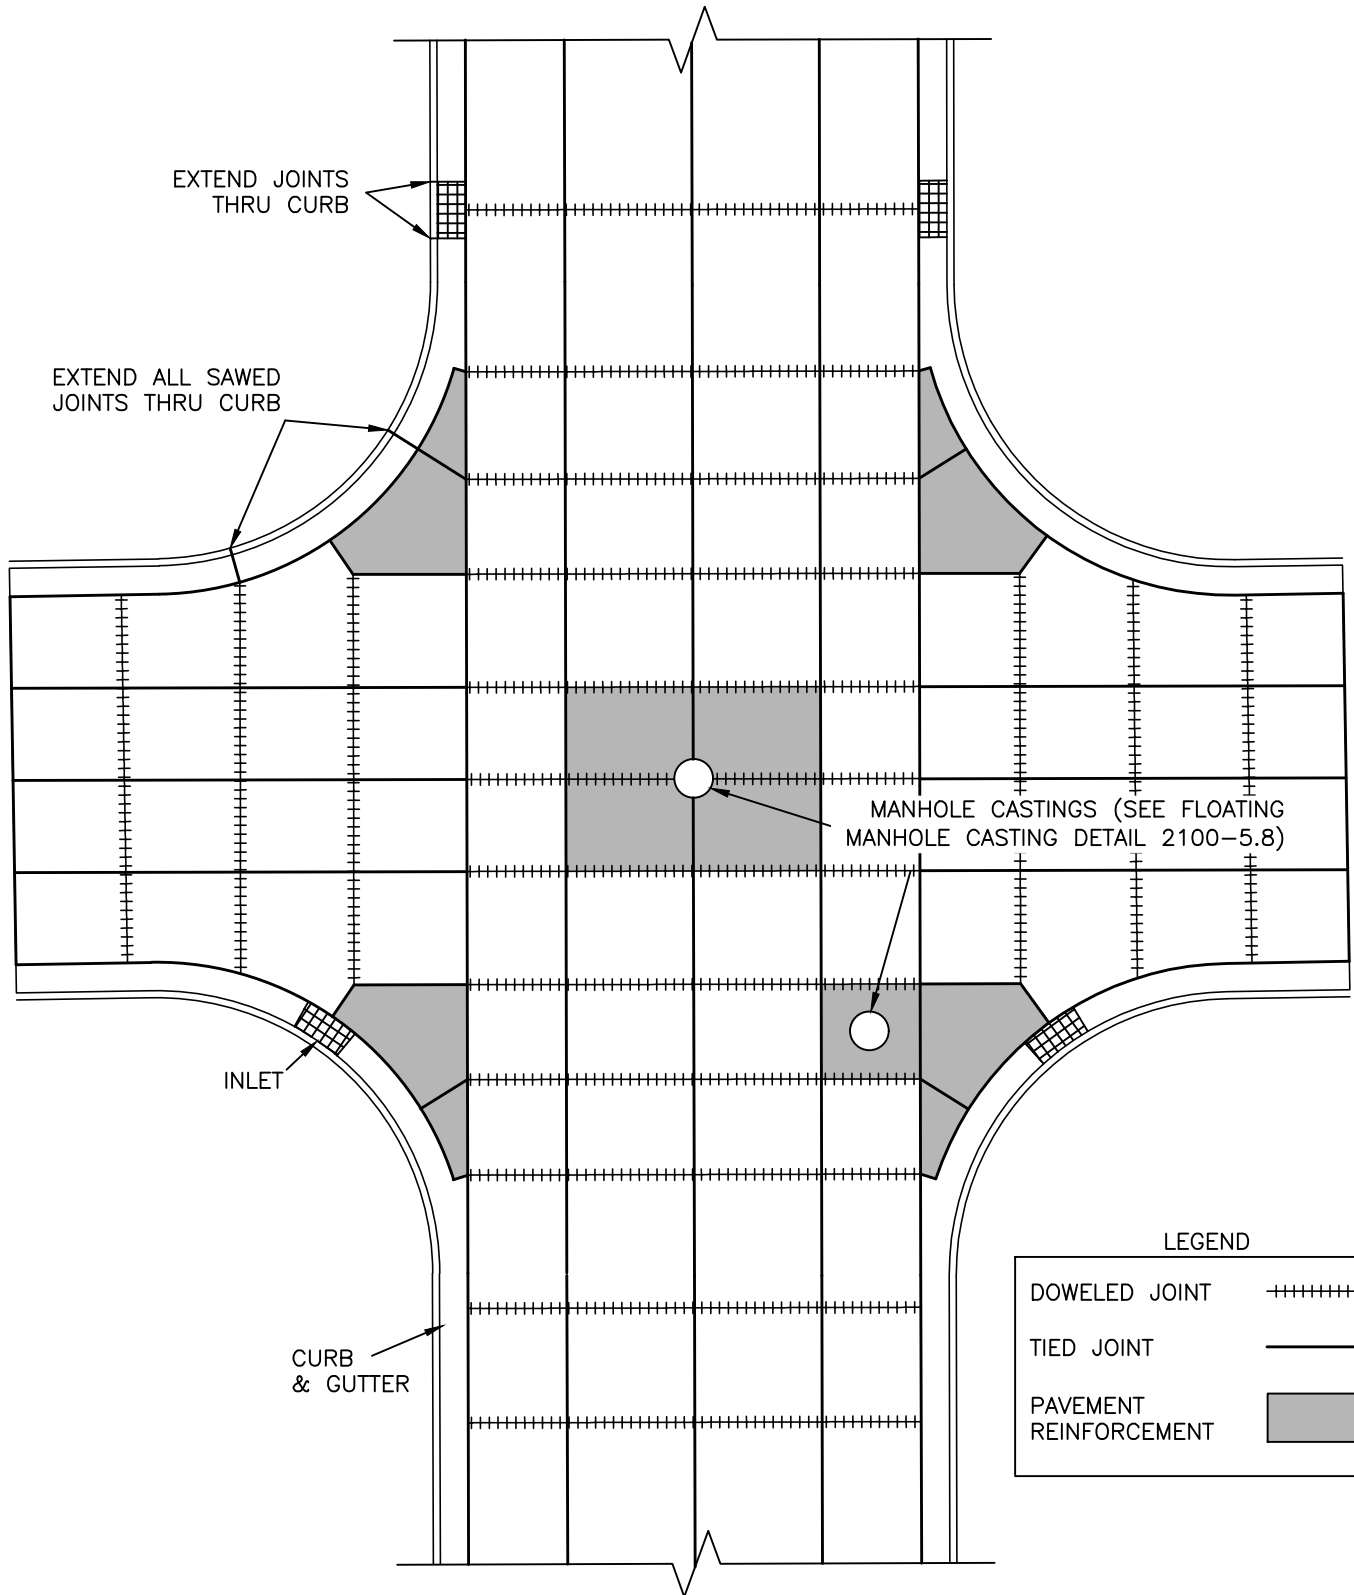 EXTEND JOINTS
THRU CURB
EXTEND ALL SAWED
JOINTS THRU CURB
MANHOLE CASTINGS (SEE FLOATING
MANHOLE CASTING DETAIL 2100-5.8)
INLET
CURB
& GUTTER
LEGEND
DOWELED JOINT
TIED JOINT
PAVEMENT
REINFORCEMENT